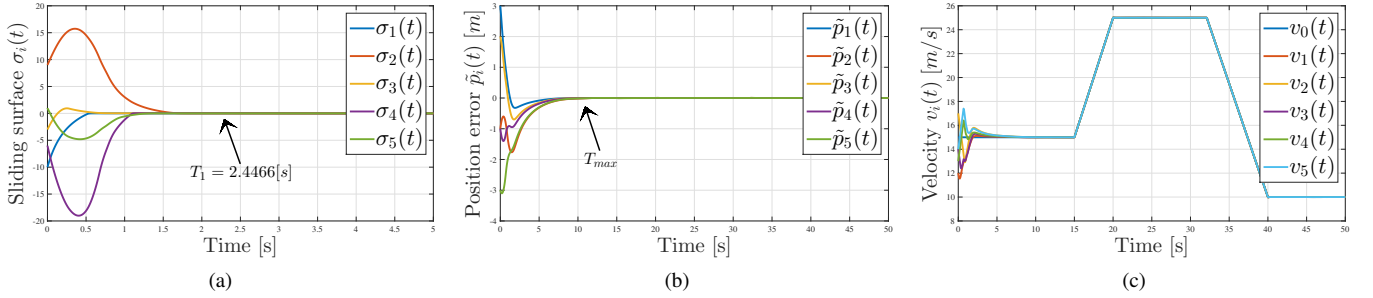 Sliding surface σ_i(t)
20
15
10
5
0
-5
-10
-15
-20
0 0.5 1 1.5 2 2.5 3 3.5 4 4.5 5
Time [s]
σ_1(t)
σ_2(t)
σ_3(t)
σ_4(t)
σ_5(t)
T_1 = 2.4466[s]
(a)
Position error p̃_i(t) [m]
3
2
1
0
-1
-2
-3
-4
0 5 10 15 20 25 30 35 40 45 50
Time [s]
p̃_1(t)
p̃_2(t)
p̃_3(t)
p̃_4(t)
p̃_5(t)
T_max
(b)
Velocity v_i(t) [m/s]
26
24
22
20
18
16
14
12
10
8
0 5 10 15 20 25 30 35 40 45 50
Time [s]
v_0(t)
v_1(t)
v_2(t)
v_3(t)
v_4(t)
v_5(t)
(c)